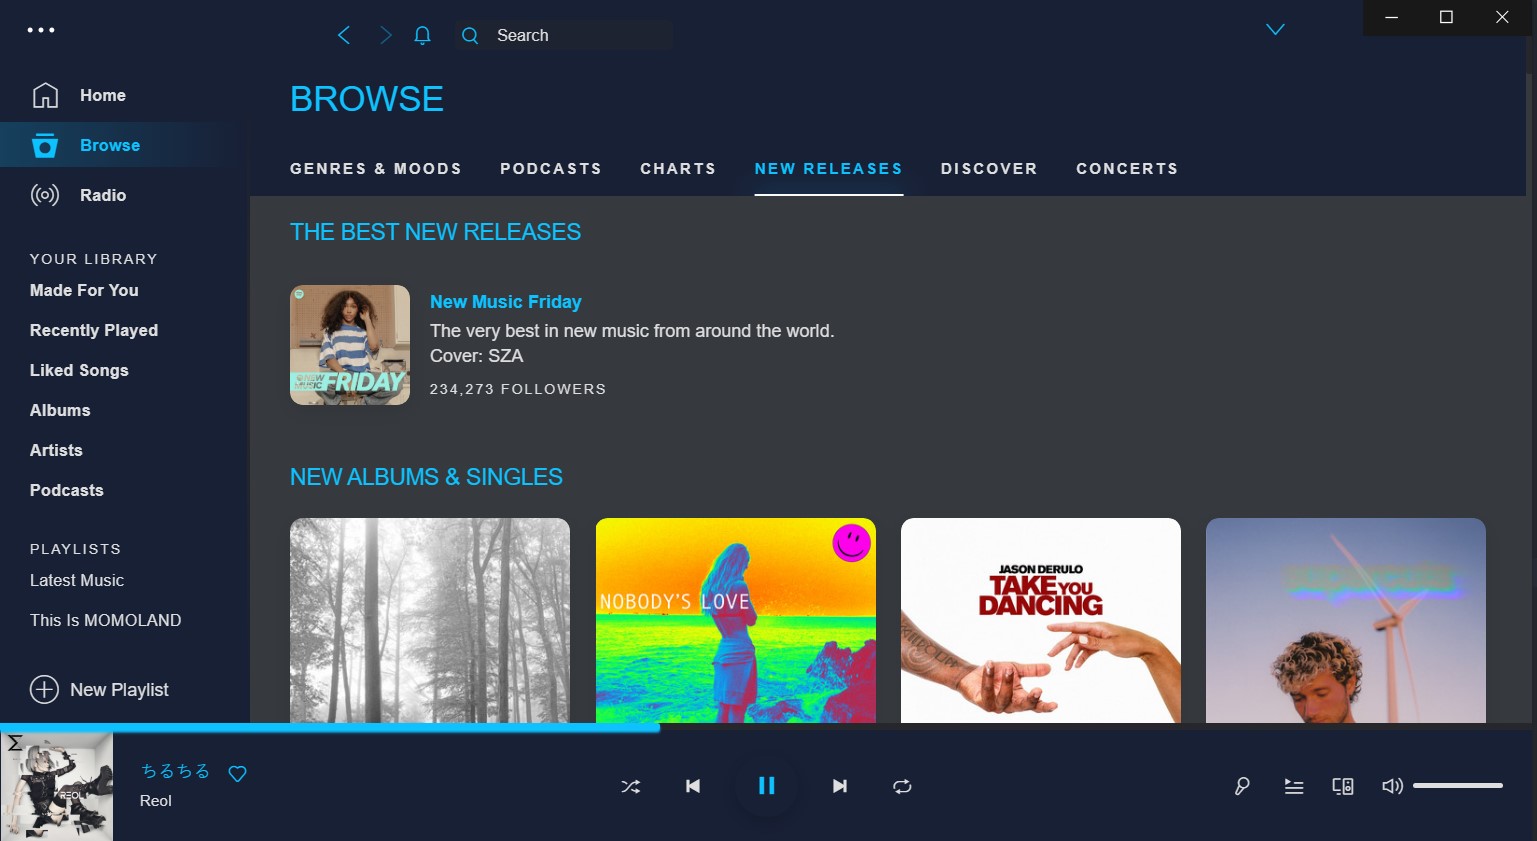 Search
Home
Browse
Radio
YOUR LIBRARY
Made For You
Recently Played
Liked Songs
Albums
Artists
Podcasts
PLAYLISTS
Latest Music
This Is MOMOLAND
New Playlist
BROWSE
GENRES & MOODS
PODCASTS
CHARTS
NEW RELEASES
DISCOVER
CONCERTS
THE BEST NEW RELEASES
NEW MUSIC FRIDAY
New Music Friday
The very best in new music from around the world.
Cover: SZA
234,273 FOLLOWERS
NEW ALBUMS & SINGLES
NOBODY'S LOVE
JASON DERULO
TAKE YOU
DANCING
REOL
ちるちる
Reol